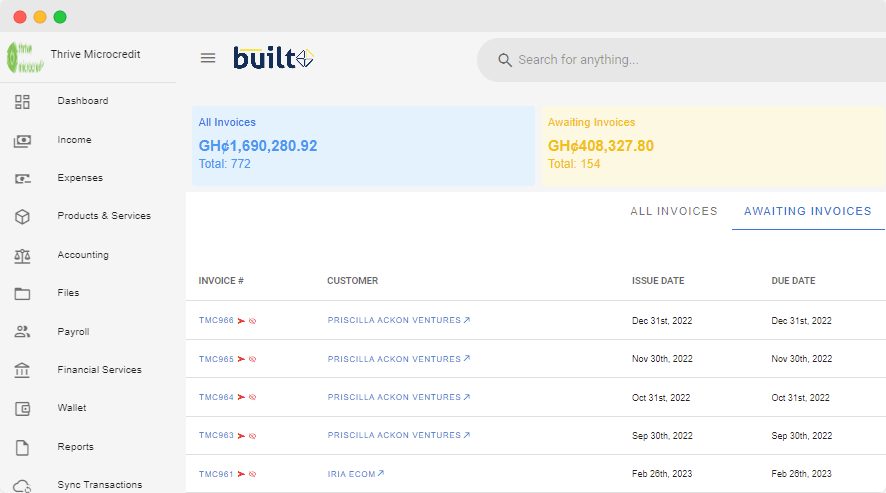 thrive
microcredit
Thrive Microcredit
built
Search for anything...
Dashboard
Income
Expenses
Products & Services
Accounting
Files
Payroll
Financial Services
Wallet
Reports
Sync Transactions
All Invoices
GH¢1,690,280.92
Total: 772
Awaiting Invoices
GH¢408,327.80
Total: 154
ALL INVOICES AWAITING INVOICES
INVOICE # CUSTOMER ISSUE DATE DUE DATE
TMC966 PRISCILLA ACKON VENTURES Dec 31st, 2022 Dec 31st, 2022
TMC965 PRISCILLA ACKON VENTURES Nov 30th, 2022 Nov 30th, 2022
TMC964 PRISCILLA ACKON VENTURES Oct 31st, 2022 Oct 31st, 2022
TMC963 PRISCILLA ACKON VENTURES Sep 30th, 2022 Sep 30th, 2022
TMC961 IRIA ECOM Feb 26th, 2023 Feb 26th, 2023